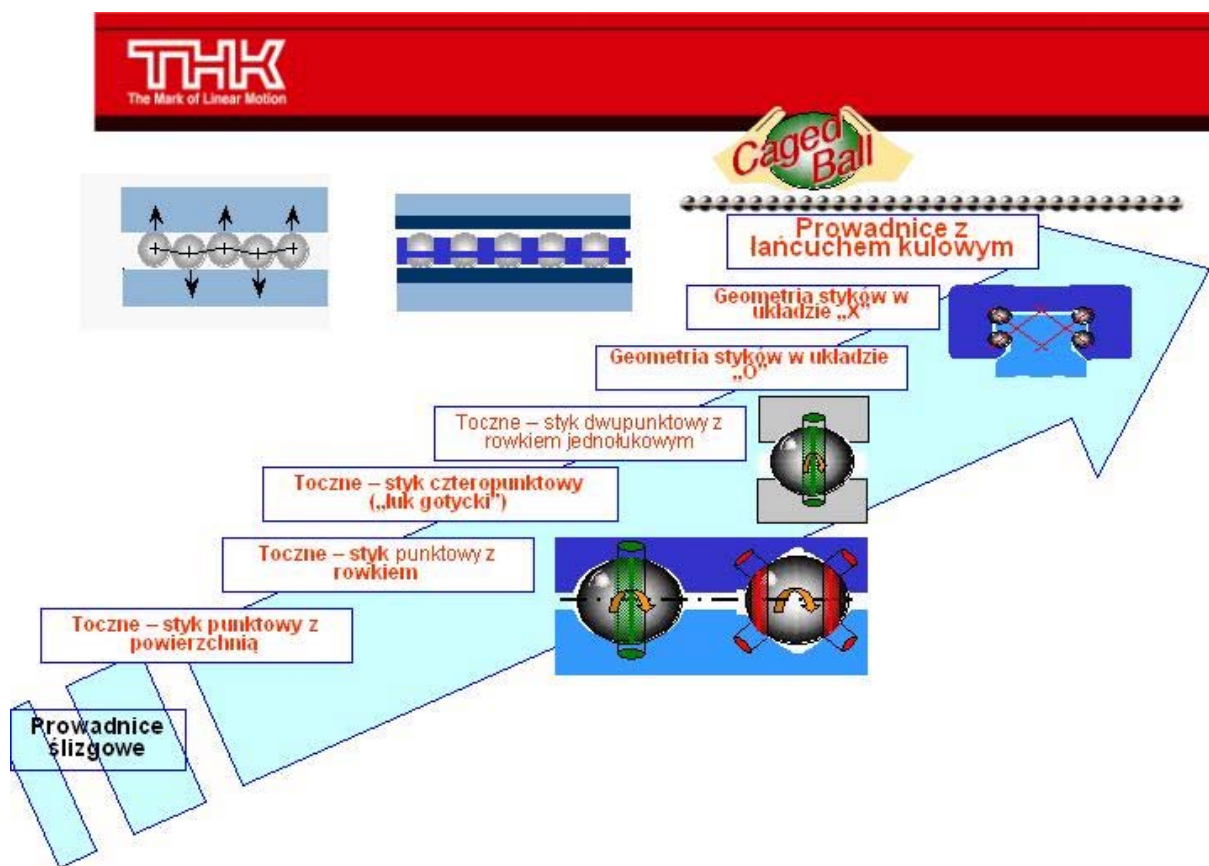 THK
The Mark of Linear Motion
Caged
Ball
Prowadnice z
łańcuchem kulowym
Geometria styków w
układzie „X”
Geometria styków w układzie
„O”
Toczne – styk dwupunktowy z
rowkiem jednołukowym
Toczne – styk czteropunktowy
(„łuk gotycki”)
Toczne – styk punktowy z
rowkiem
Toczne – styk punktowy z
powierzchnią
Prowadnice
ślizgowe